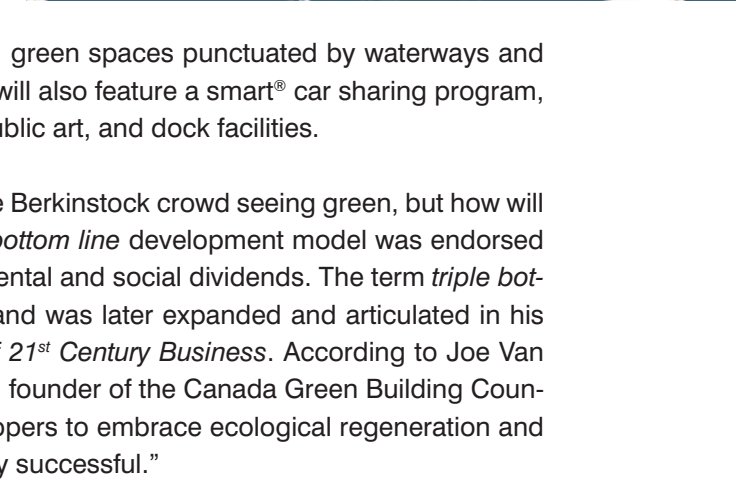 green spaces punctuated by waterways and
will also feature a smart® car sharing program,
ublic art, and dock facilities.
e Berkinstock crowd seeing green, but how will
bottom line development model was endorsed
ental and social dividends. The term triple bot-
and was later expanded and articulated in his
f 21st Century Business. According to Joe Van
founder of the Canada Green Building Coun-
opers to embrace ecological regeneration and
y successful.”